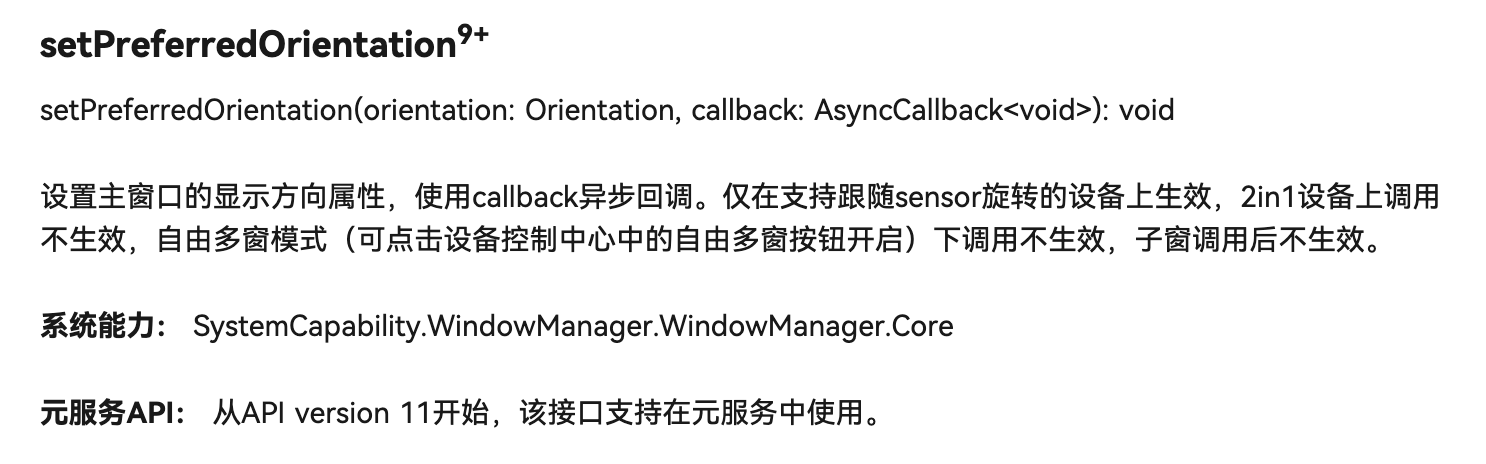 setPreferredOrientation9+
setPreferredOrientation(orientation: Orientation, callback: AsyncCallback<void>): void
设置主窗口的显示方向属性，使用callback异步回调。仅在支持跟随sensor旋转的设备上生效，2in1设备上调用
不生效，自由多窗模式（可点击设备控制中心中的自由多窗按钮开启）下调用不生效，子窗调用后不生效。
系统能力： SystemCapability.WindowManager.WindowManager.Core
元服务API： 从API version 11开始，该接口支持在元服务中使用。